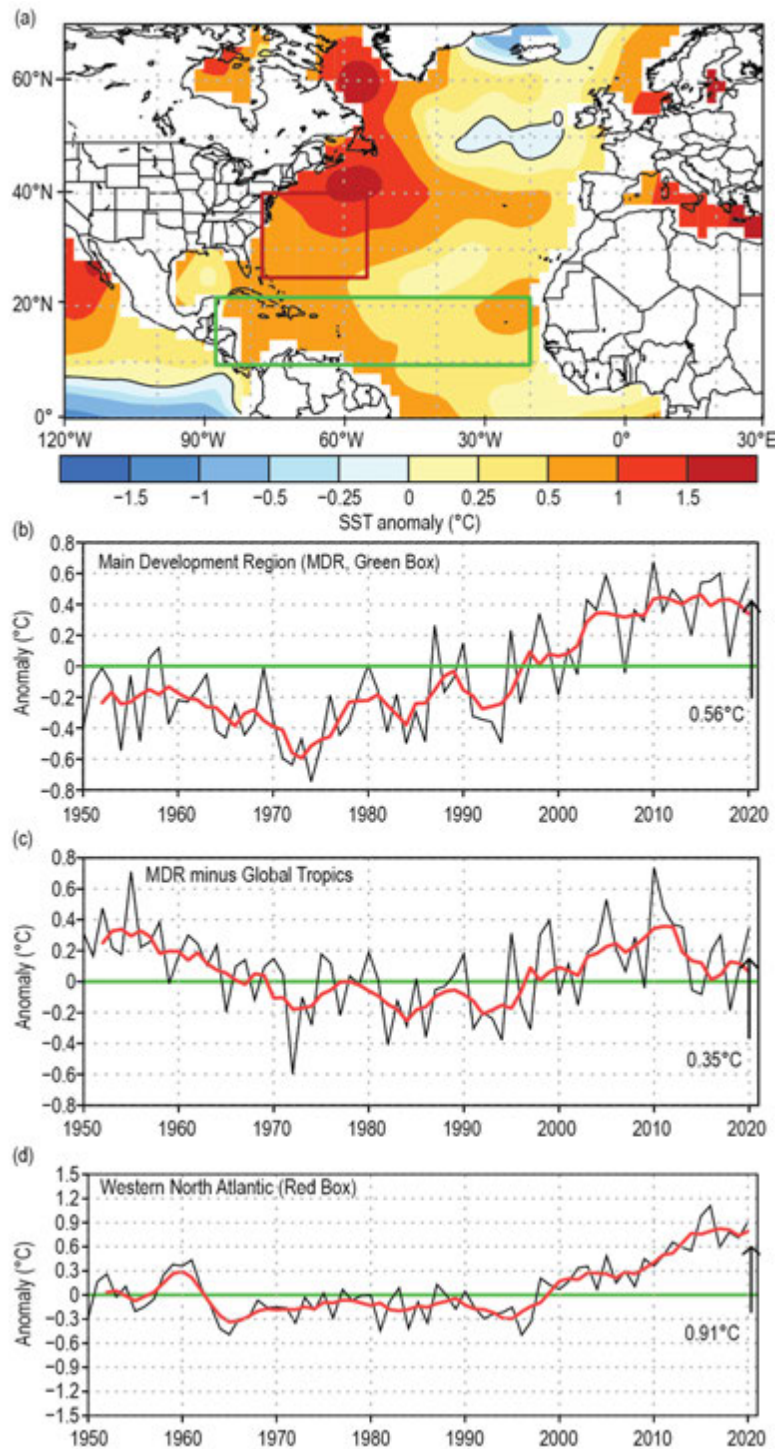 (a)
60°N
40°N
20°N
0°
0
120°W 90°W 60°W 30°W 0° 30°E
−1.5 −1 −0.5 −0.25 0 0.25 0.5 1 1.5
SST anomaly (°C)
(b)
Main Development Region (MDR, Green Box)
Anomaly (°C)
0.8
0.6
0.4
0.2
0
−0.2
−0.4
−0.6
−0.8
0.56°C
1950 1960 1970 1980 1990 2000 2010 2020
(c)
MDR minus Global Tropics
Anomaly (°C)
0.8
0.6
0.4
0.2
0
−0.2
−0.4
−0.6
−0.8
0.35°C
1950 1960 1970 1980 1990 2000 2010 2020
(d)
Western North Atlantic (Red Box)
Anomaly (°C)
1.5
1.2
0.9
0.6
0.3
0
−0.3
−0.6
−0.9
−1.2
−1.5
0.91°C
1950 1960 1970 1980 1990 2000 2010 2020